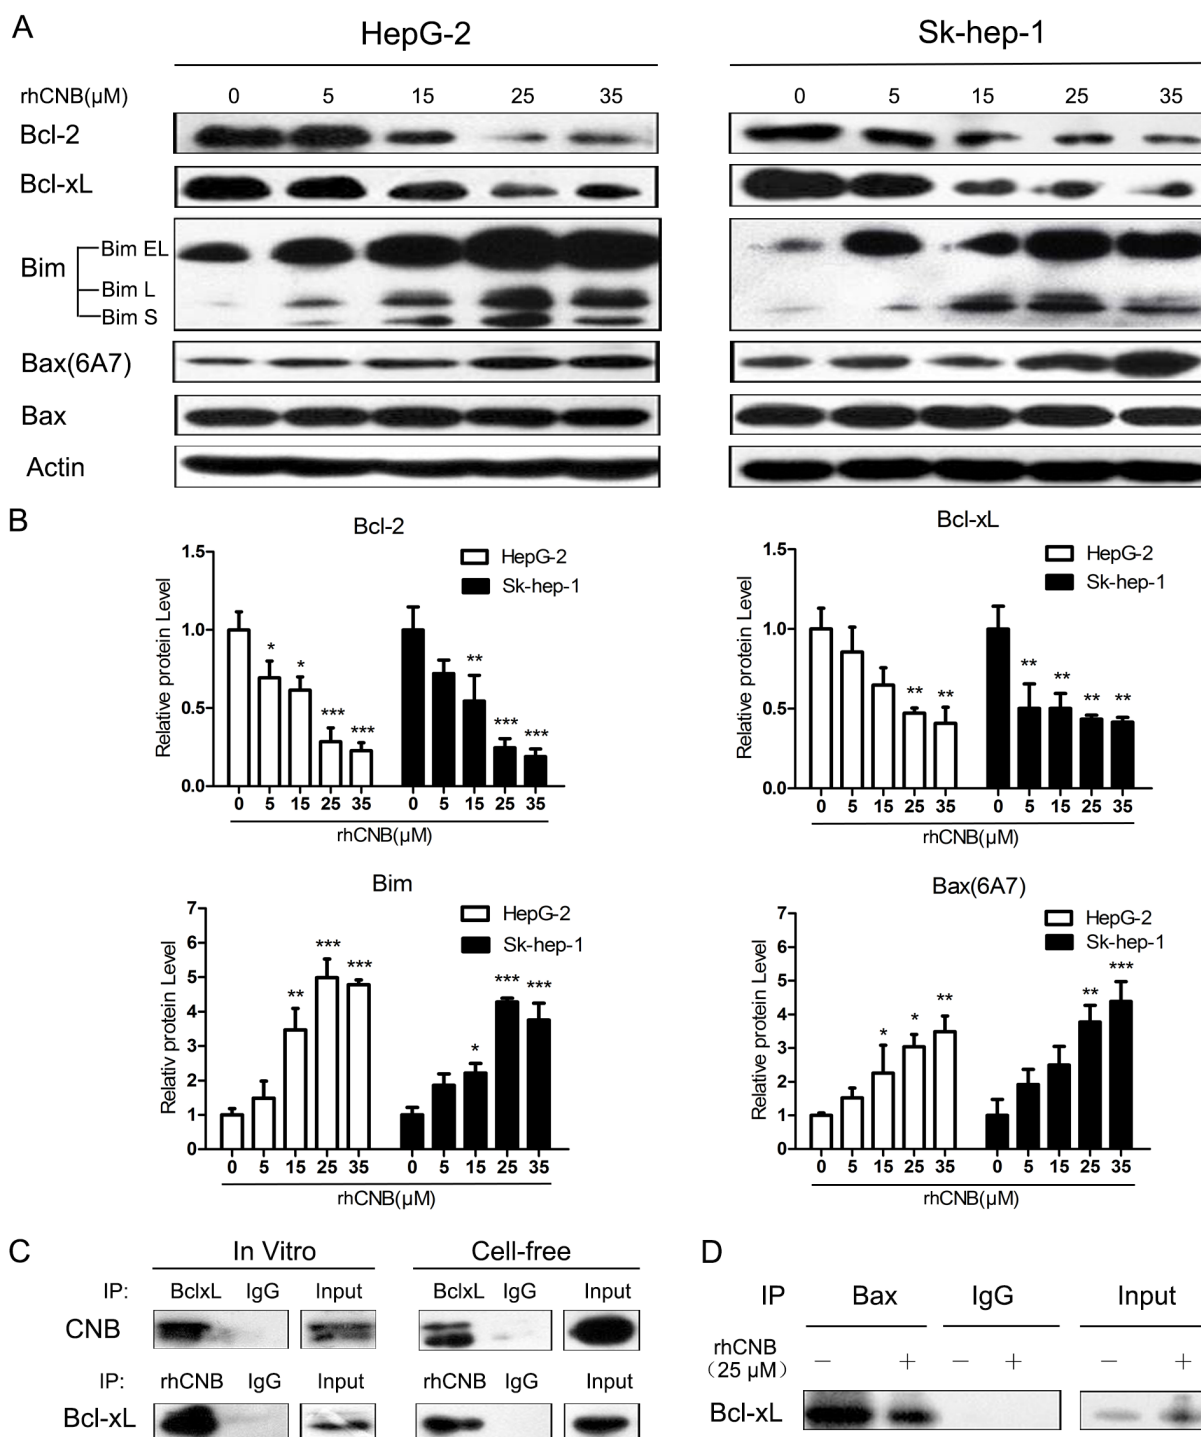 A
HepG-2
Sk-hep-1
rhCNB(µM) 0 5 15 25 35 0 5 15 25 35
Bcl-2
Bcl-xL
Bim
Bim EL
Bim L
Bim S
Bax(6A7)
Bax
Actin
B
Bcl-2
Relative protein Level
1.5
1.0
0.5
0.0
HepG-2
Sk-hep-1
* * *** *** ** *** ***
0 5 15 25 35 0 5 15 25 35
rhCNB(µM)
Bcl-xL
Relative protein Level
1.5
1.0
0.5
0.0
HepG-2
Sk-hep-1
** ** ** ** ** **
0 5 15 25 35 0 5 15 25 35
rhCNB(µM)
Bim
Relativ protein Level
7
6
5
4
3
2
1
0
HepG-2
Sk-hep-1
** *** *** * *** ***
0 5 15 25 35 0 5 15 25 35
rhCNB(µM)
Bax(6A7)
Relative protein Level
7
6
5
4
3
2
1
0
HepG-2
Sk-hep-1
* * ** ** ***
0 5 15 25 35 0 5 15 25 35
rhCNB(µM)
C
In Vitro Cell-free
IP: BclxL IgG Input BclxL IgG Input
CNB
IP: rhCNB IgG Input rhCNB IgG Input
Bcl-xL
D
IP Bax IgG Input
rhCNB
(25 µM) − + − + − +
Bcl-xL